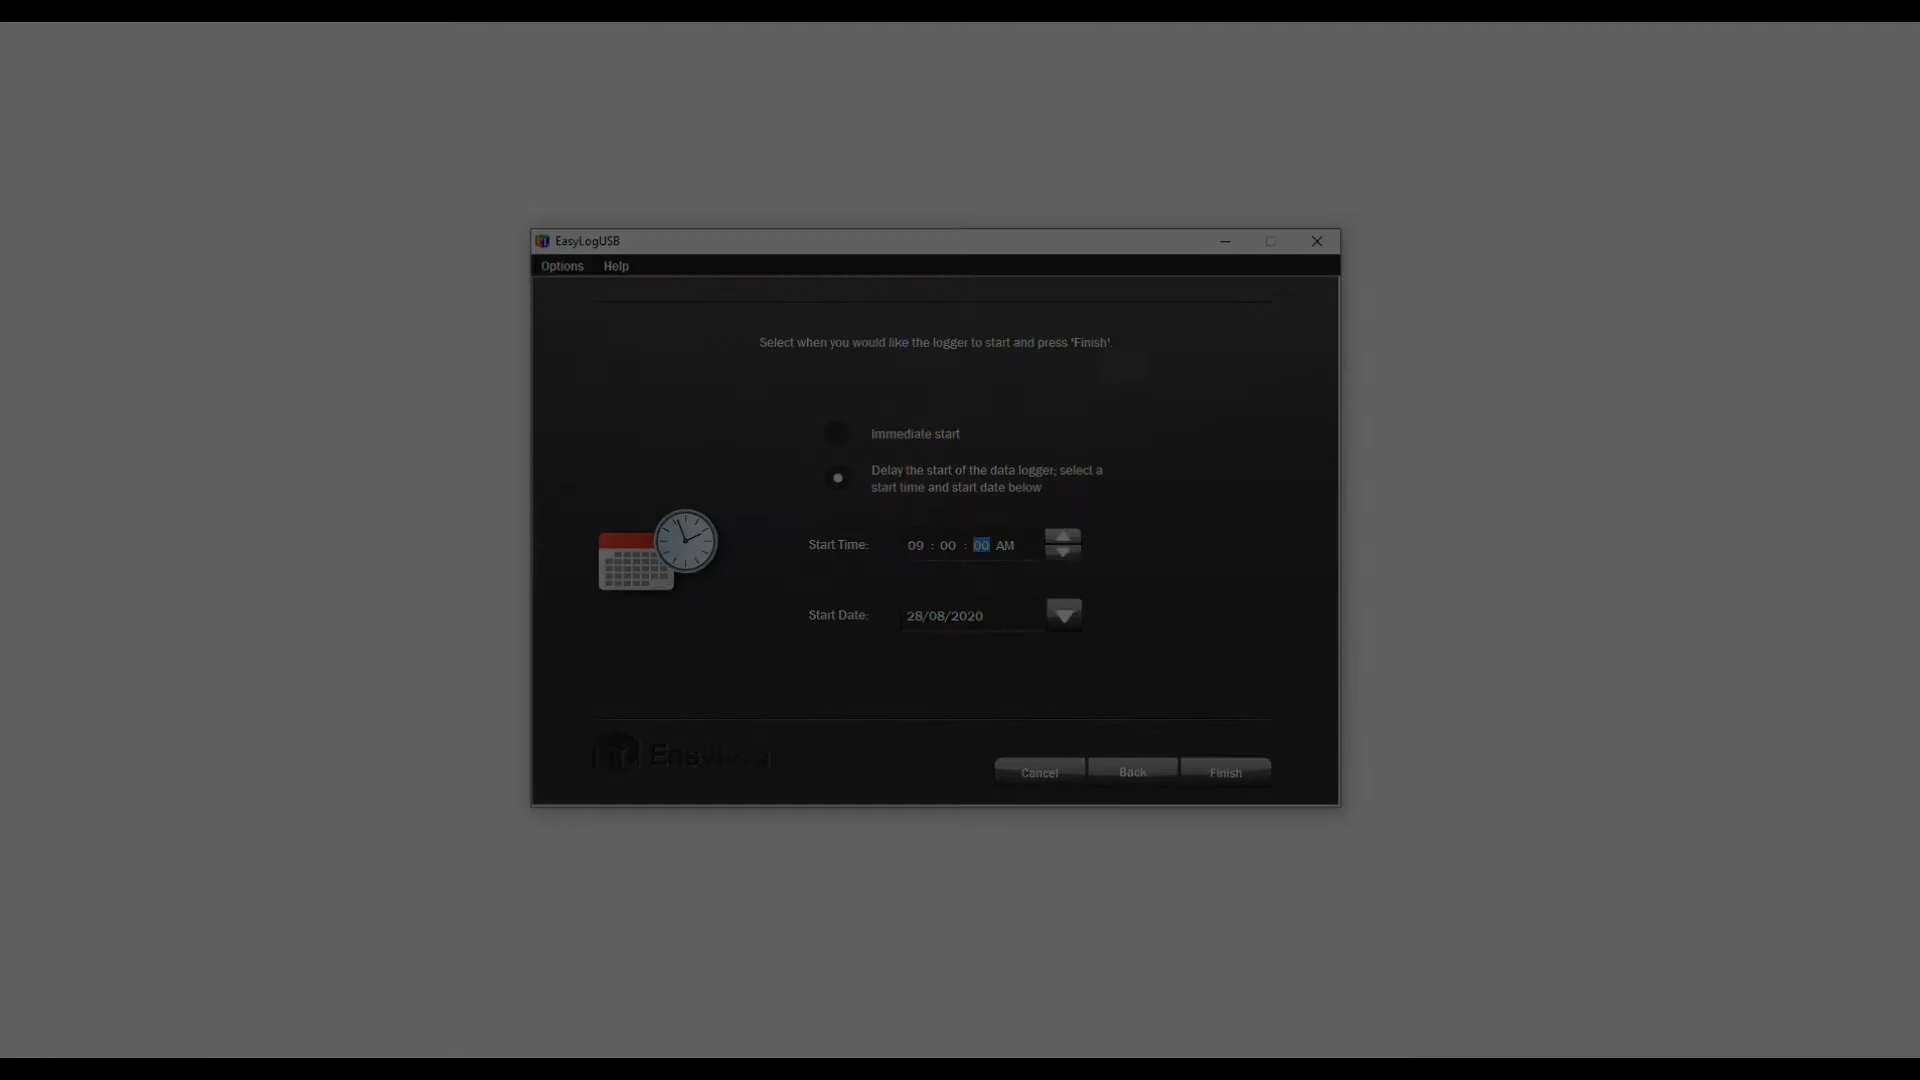 EasyLogUSB
Options Help
Select when you would like the logger to start and press 'Finish'.
Immediate start
Delay the start of the data logger; select a
start time and start date below
Start Time: 09 : 00 : 00 AM
Start Date: 28/08/2020
EasyLog
Cancel Back Finish